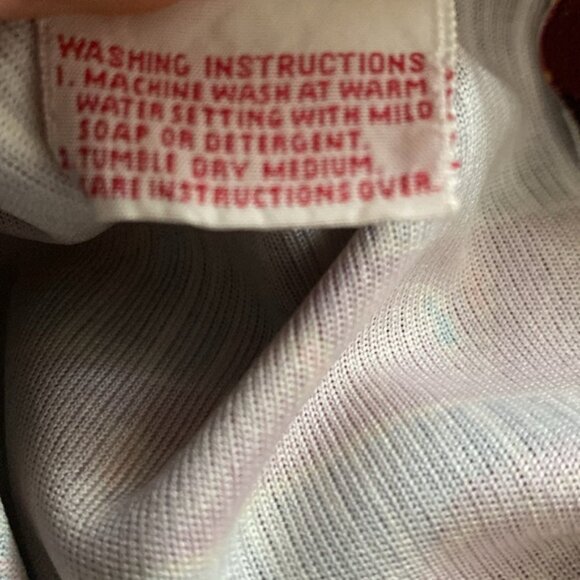 WASHING INSTRUCTIONS
1. MACHINE WASH AT WARM
WATER SETTING WITH MILD
SOAP OR DETERGENT.
TUMBLE DRY MEDIUM.
CARE INSTRUCTIONS OVER.